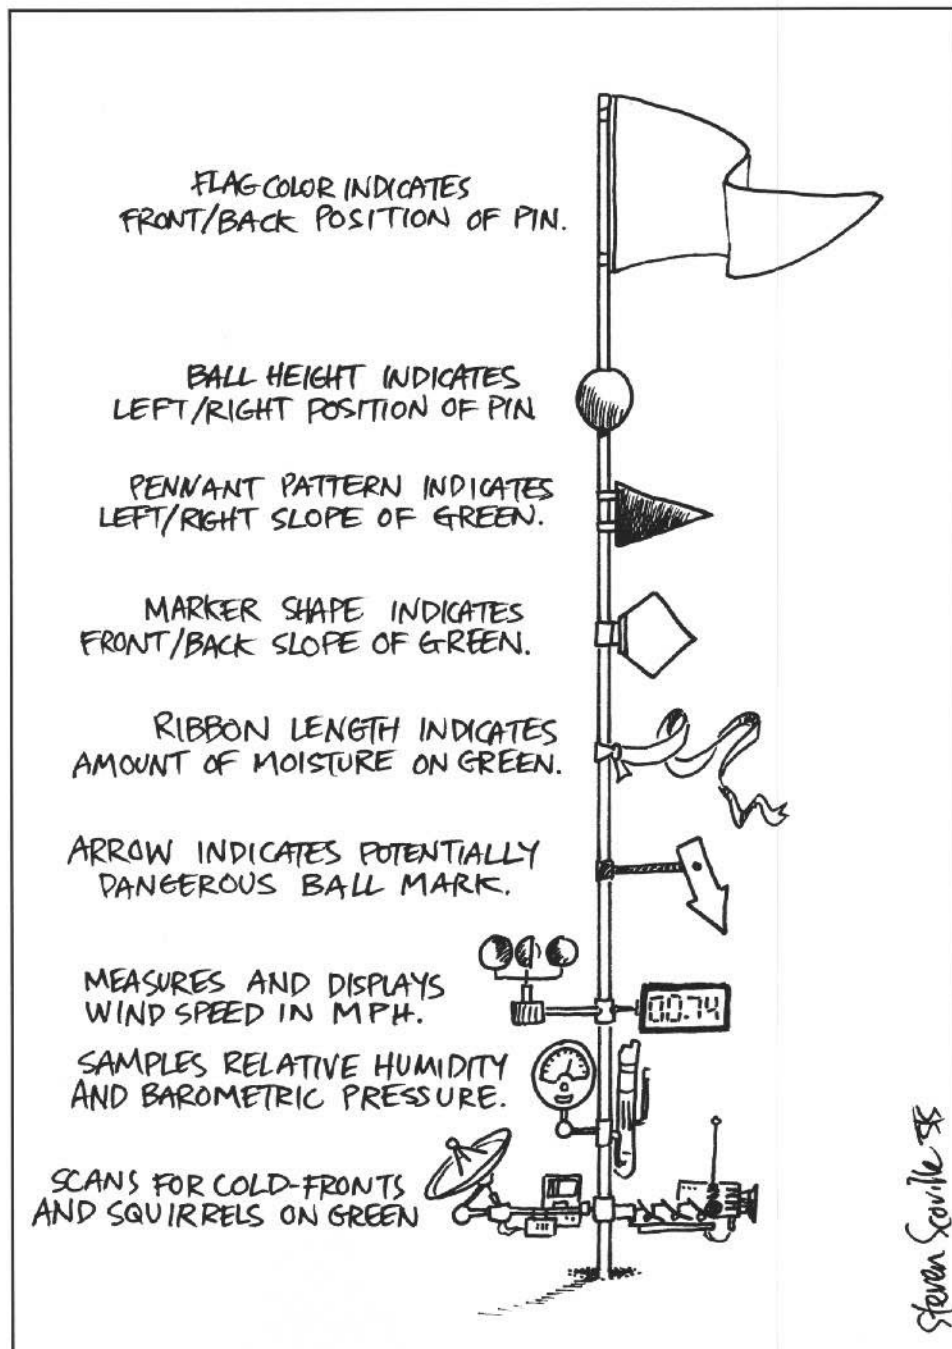 FLAG COLOR INDICATES
FRONT/BACK POSITION OF PIN.
BALL HEIGHT INDICATES
LEFT/RIGHT POSITION OF PIN
PENNANT PATTERN INDICATES
LEFT/RIGHT SLOPE OF GREEN.
MARKER SHAPE INDICATES
FRONT/BACK SLOPE OF GREEN.
RIBBON LENGTH INDICATES
AMOUNT OF MOISTURE ON GREEN.
ARROW INDICATES POTENTIALLY
DANGEROUS BALL MARK.
MEASURES AND DISPLAYS
WIND SPEED IN MPH.
00.74
SAMPLES RELATIVE HUMIDITY
AND BAROMETRIC PRESSURE.
SCANS FOR COLD-FRONTS
AND SQUIRRELS ON GREEN
Steven Scoville